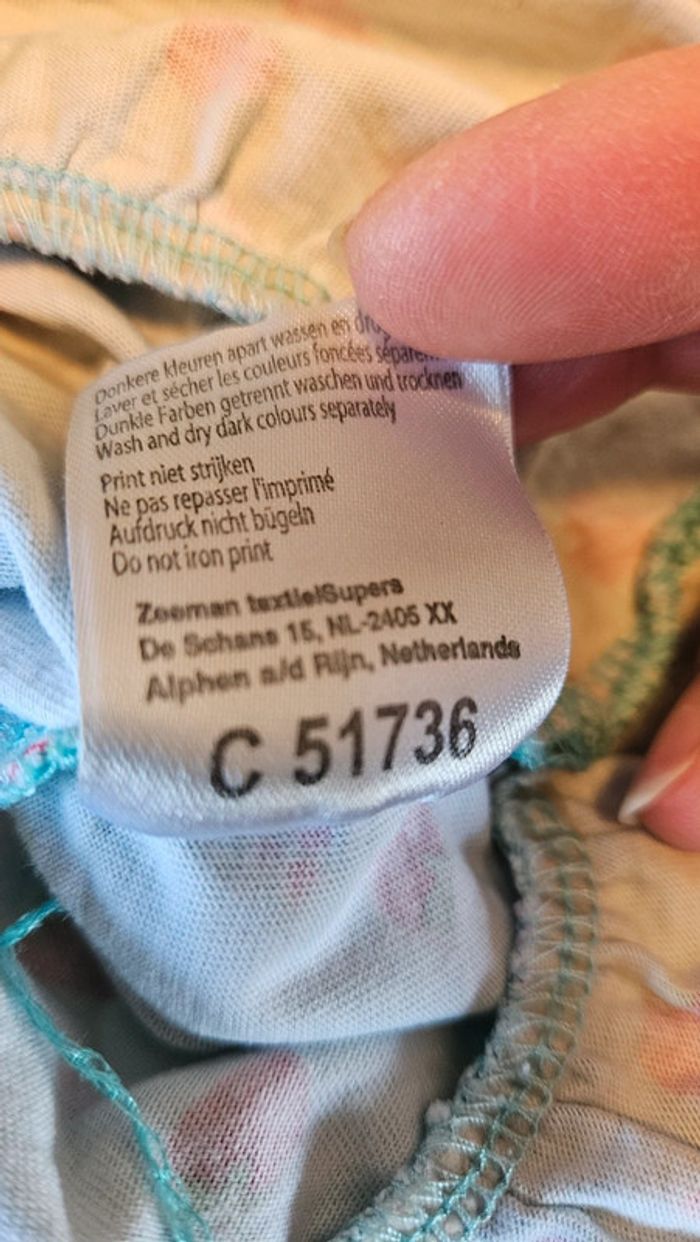 Donkere kleuren apart wassen en
Laver et sécher les couleurs foncées
Dunkle Farben getrennt waschen und trocknen
Wash and dry dark colours separately
Print niet strijken
Ne pas repasser l'imprimé
Aufdruck nicht bügeln
Do not iron print
Zeeman textielSupers
De Schans 15, NL-2405 XX
Alphen a/d Rijn, Netherlands
C 51736